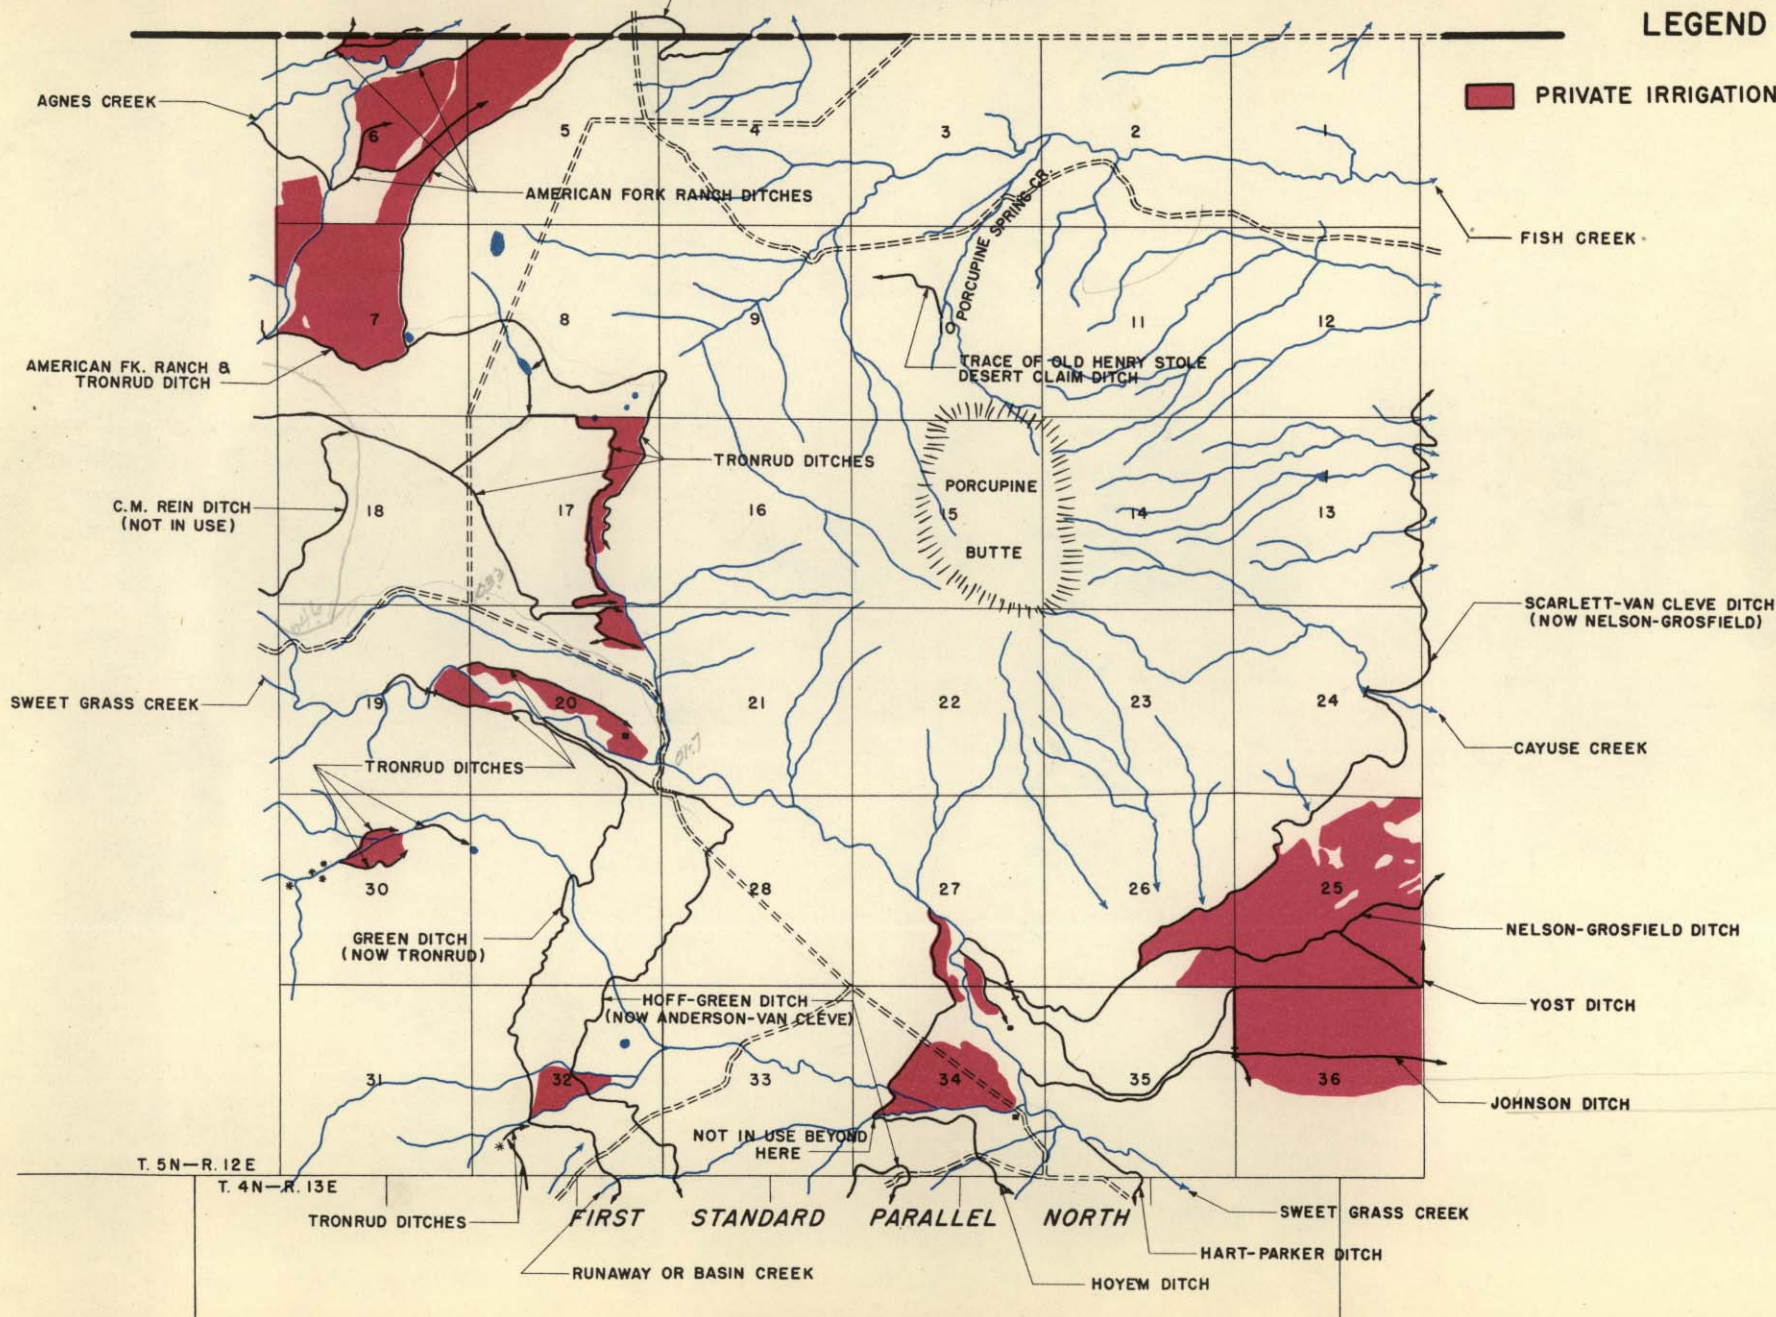 LEGEND
PRIVATE IRRIGATION
AGNES CREEK
6
5
4
3
2
1
AMERICAN FORK RANCH DITCHES
PORCUPINE SPRING CR.
FISH CREEK
7
8
9
10
11
12
AMERICAN FK. RANCH &
TRONRUD DITCH
TRACE OF OLD HENRY STOLE
DESERT CLAIM DITCH
TRONRUD DITCHES
PORCUPINE
BUTTE
C.M. REIN DITCH
(NOT IN USE)
18
17
16
15
14
13
SCARLETT-VAN CLEVE DITCH
(NOW NELSON-GROSFIELD)
SWEET GRASS CREEK
19
20
21
22
23
24
CAYUSE CREEK
TRONRUD DITCHES
30
28
27
26
25
GREEN DITCH
(NOW TRONRUD)
NELSON-GROSFIELD DITCH
HOFF-GREEN DITCH
(NOW ANDERSON-VAN CLEVE)
YOST DITCH
31
32
33
34
35
36
JOHNSON DITCH
NOT IN USE BEYOND
HERE
T. 5N-R. 12E
T. 4N-R. 13E
TRONRUD DITCHES
FIRST STANDARD PARALLEL NORTH
SWEET GRASS CREEK
HART-PARKER DITCH
RUNAWAY OR BASIN CREEK
HOYEM DITCH